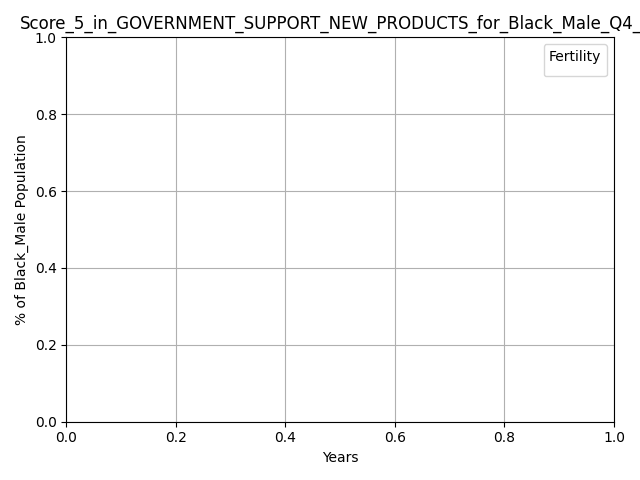 Score_5_in_GOVERNMENT_SUPPORT_NEW_PRODUCTS_for_Black_Male_Q4_
Fertility
1.0
0.8
0.6
0.4
0.2
0.0
% of Black_Male Population
0.0 0.2 0.4 0.6 0.8 1.0
Years